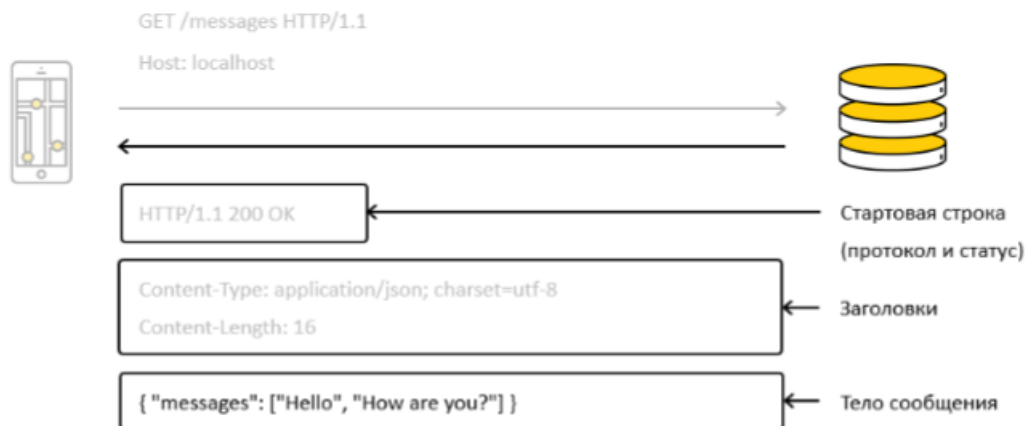 GET /messages HTTP/1.1
Host: localhost
HTTP/1.1 200 OK
Стартовая строка
(протокол и статус)
Content-Type: application/json; charset=utf-8
Content-Length: 16
Заголовки
{ "messages": ["Hello", "How are you?"] }
Тело сообщения